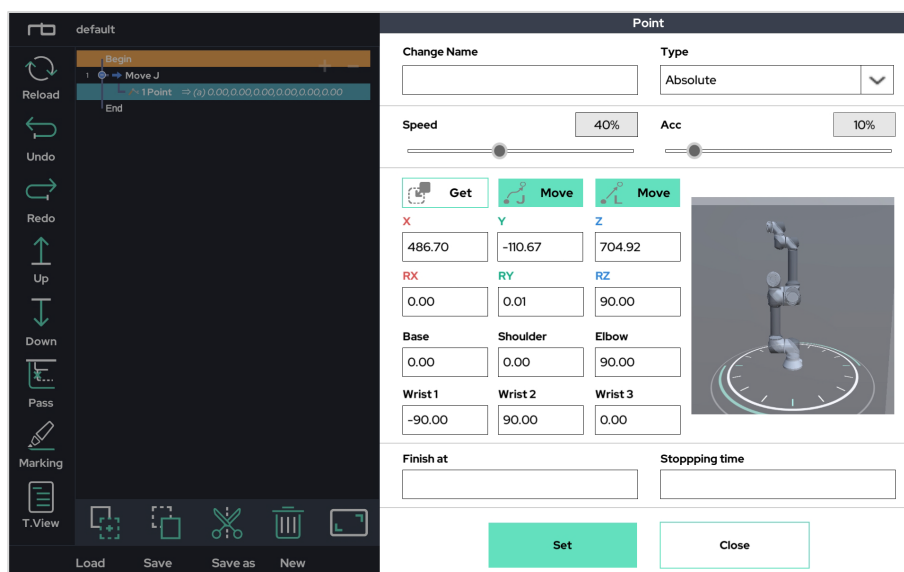 default
Point
Reload
Undo
Redo
Up
Down
Pass
Marking
T.View
Begin
1 Move J
1 Point ⇒ (a) 0.00,0.00,0.00,0.00,0.00,0.00
End
Load Save Save as New
Change Name Type
Absolute
Speed 40% Acc 10%
Get J Move L Move
X Y Z
486.70 -110.67 704.92
RX RY RZ
0.00 0.01 90.00
Base Shoulder Elbow
0.00 0.00 90.00
Wrist 1 Wrist 2 Wrist 3
-90.00 90.00 0.00
Finish at Stoppping time
Set Close